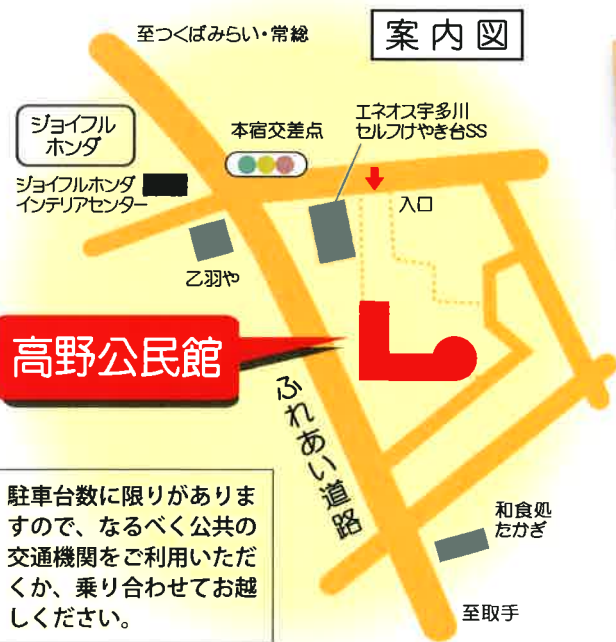 至つくばみらい・常総
案内図
ジョイフル
ホンダ
本宿交差点
エネオス宇多川
セルフけやき台SS
ジョイフルホンダ
インテリアセンター
入口
乙羽や
高野公民館
ふれあい道路
駐車台数に限りがありま
すので、なるべく公共の
交通機関をご利用いただ
くか、乗り合わせてお越
しください。
和食処
たかぎ
至取手